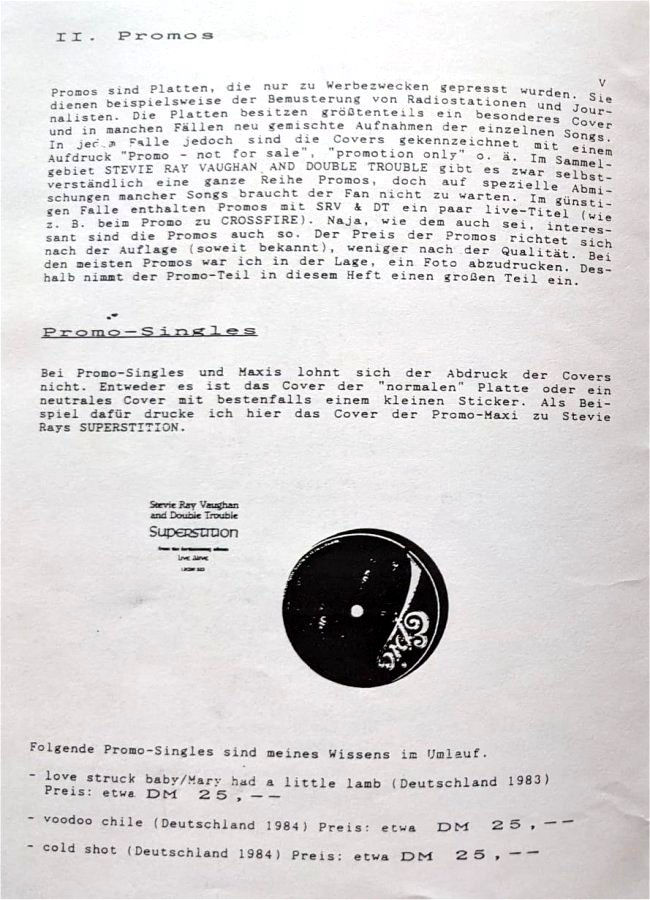 II. Promos
V
Promos sind Platten, die nur zu Werbezwecken gepresst wurden. Sie
dienen beispielsweise der Bemusterung von Radiostationen und Jour-
nalisten. Die Platten besitzen größtenteils ein besonderes Cover
und in manchen Fällen neu gemischte Aufnahmen der einzelnen Songs.
In jedem Falle jedoch sind die Covers gekennzeichnet mit einem
Aufdruck "Promo - not for sale", "promotion only" o. ä. Im Sammel-
gebiet STEVIE RAY VAUGHAN AND DOUBLE TROUBLE gibt es zwar selbst-
verständlich eine ganze Reihe Promos, doch auf spezielle Abmi-
schungen mancher Songs braucht der Fan nicht zu warten. Im günsti-
gen Falle enthalten Promos mit SRV & DT ein paar live-Titel (wie
z. B. beim Promo zu CROSSFIRE). Naja, wie dem auch sei, interes-
sant sind die Promos auch so. Der Preis der Promos richtet sich
nach der Auflage (soweit bekannt), weniger nach der Qualität. Bei
den meisten Promos war ich in der Lage, ein Foto abzudrucken. Des-
halb nimmt der Promo-Teil in diesem Heft einen großen Teil ein.
Promo-Singles
Bei Promo-Singles und Maxis lohnt sich der Abdruck der Covers
nicht. Entweder es ist das Cover der "normalen" Platte oder ein
neutrales Cover mit bestenfalls einem kleinen Sticker. Als Bei-
spiel dafür drucke ich hier das Cover der Promo-Maxi zu Stevie
Rays SUPERSTITION.
Stevie Ray Vaughan
and Double Trouble
Superstition
from the forthcoming album
Live Alive
Epic
Folgende Promo-Singles sind meines Wissens im Umlauf.
- love struck baby/Mary had a little lamb (Deutschland 1983)
Preis: etwa DM 25,--
- voodoo chile (Deutschland 1984) Preis: etwa DM 25,--
- cold shot (Deutschland 1984) Preis: etwa DM 25,--